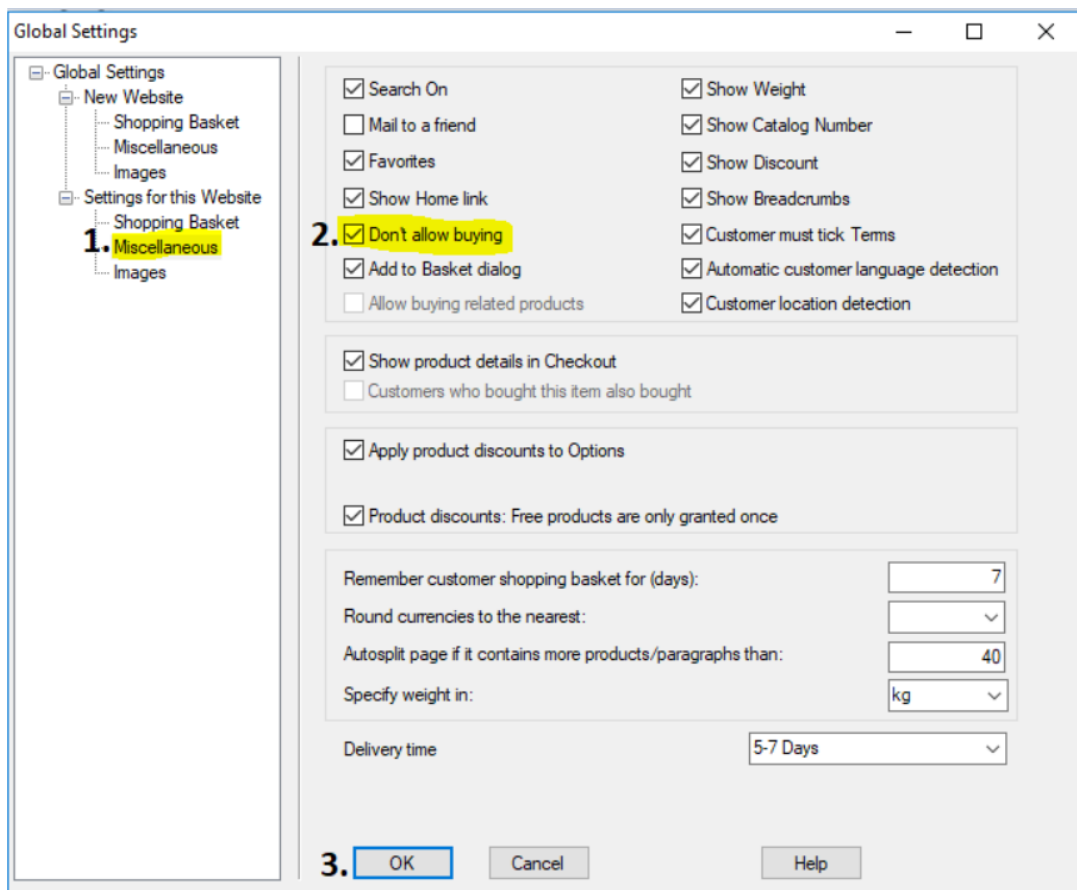 Global Settings
Global Settings
New Website
Shopping Basket
Miscellaneous
Images
Settings for this Website
Shopping Basket
1. Miscellaneous
Images
Search On
Mail to a friend
Favorites
Show Home link
2. Don't allow buying
Add to Basket dialog
Allow buying related products
Show Weight
Show Catalog Number
Show Discount
Show Breadcrumbs
Customer must tick Terms
Automatic customer language detection
Customer location detection
Show product details in Checkout
Customers who bought this item also bought
Apply product discounts to Options
Product discounts: Free products are only granted once
Remember customer shopping basket for (days): 7
Round currencies to the nearest:
Autosplit page if it contains more products/paragraphs than: 40
Specify weight in: kg
Delivery time 5-7 Days
3. OK Cancel Help